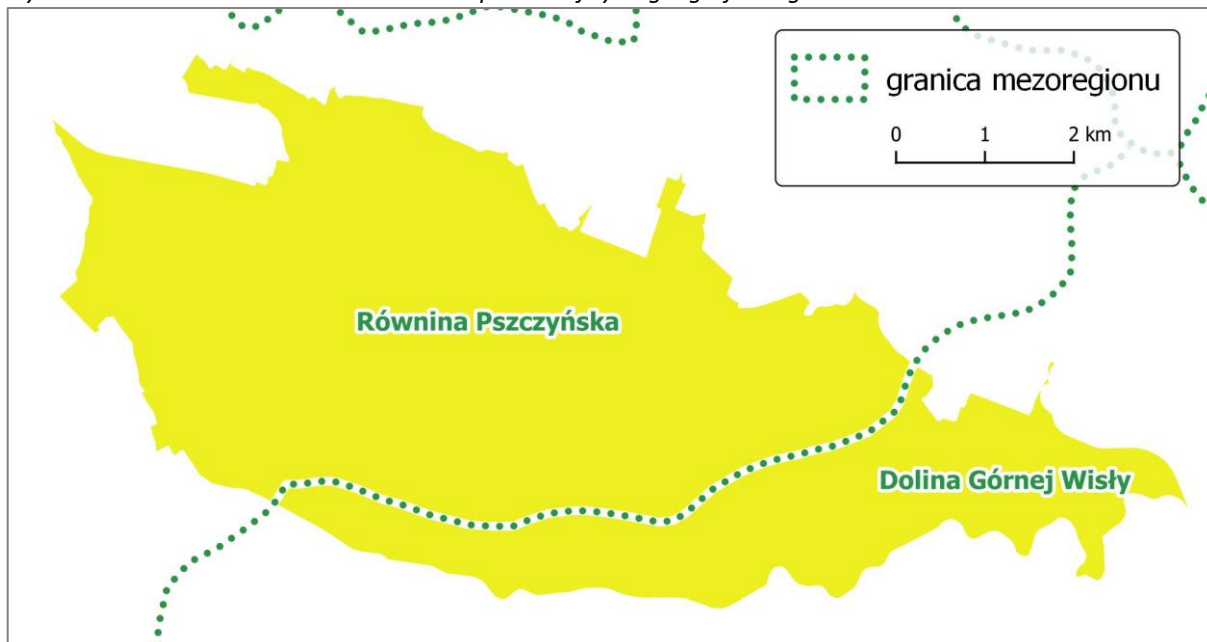 granica mezoregionu
0 1 2 km
Równina Pszczyńska
Dolina Górnej Wisły